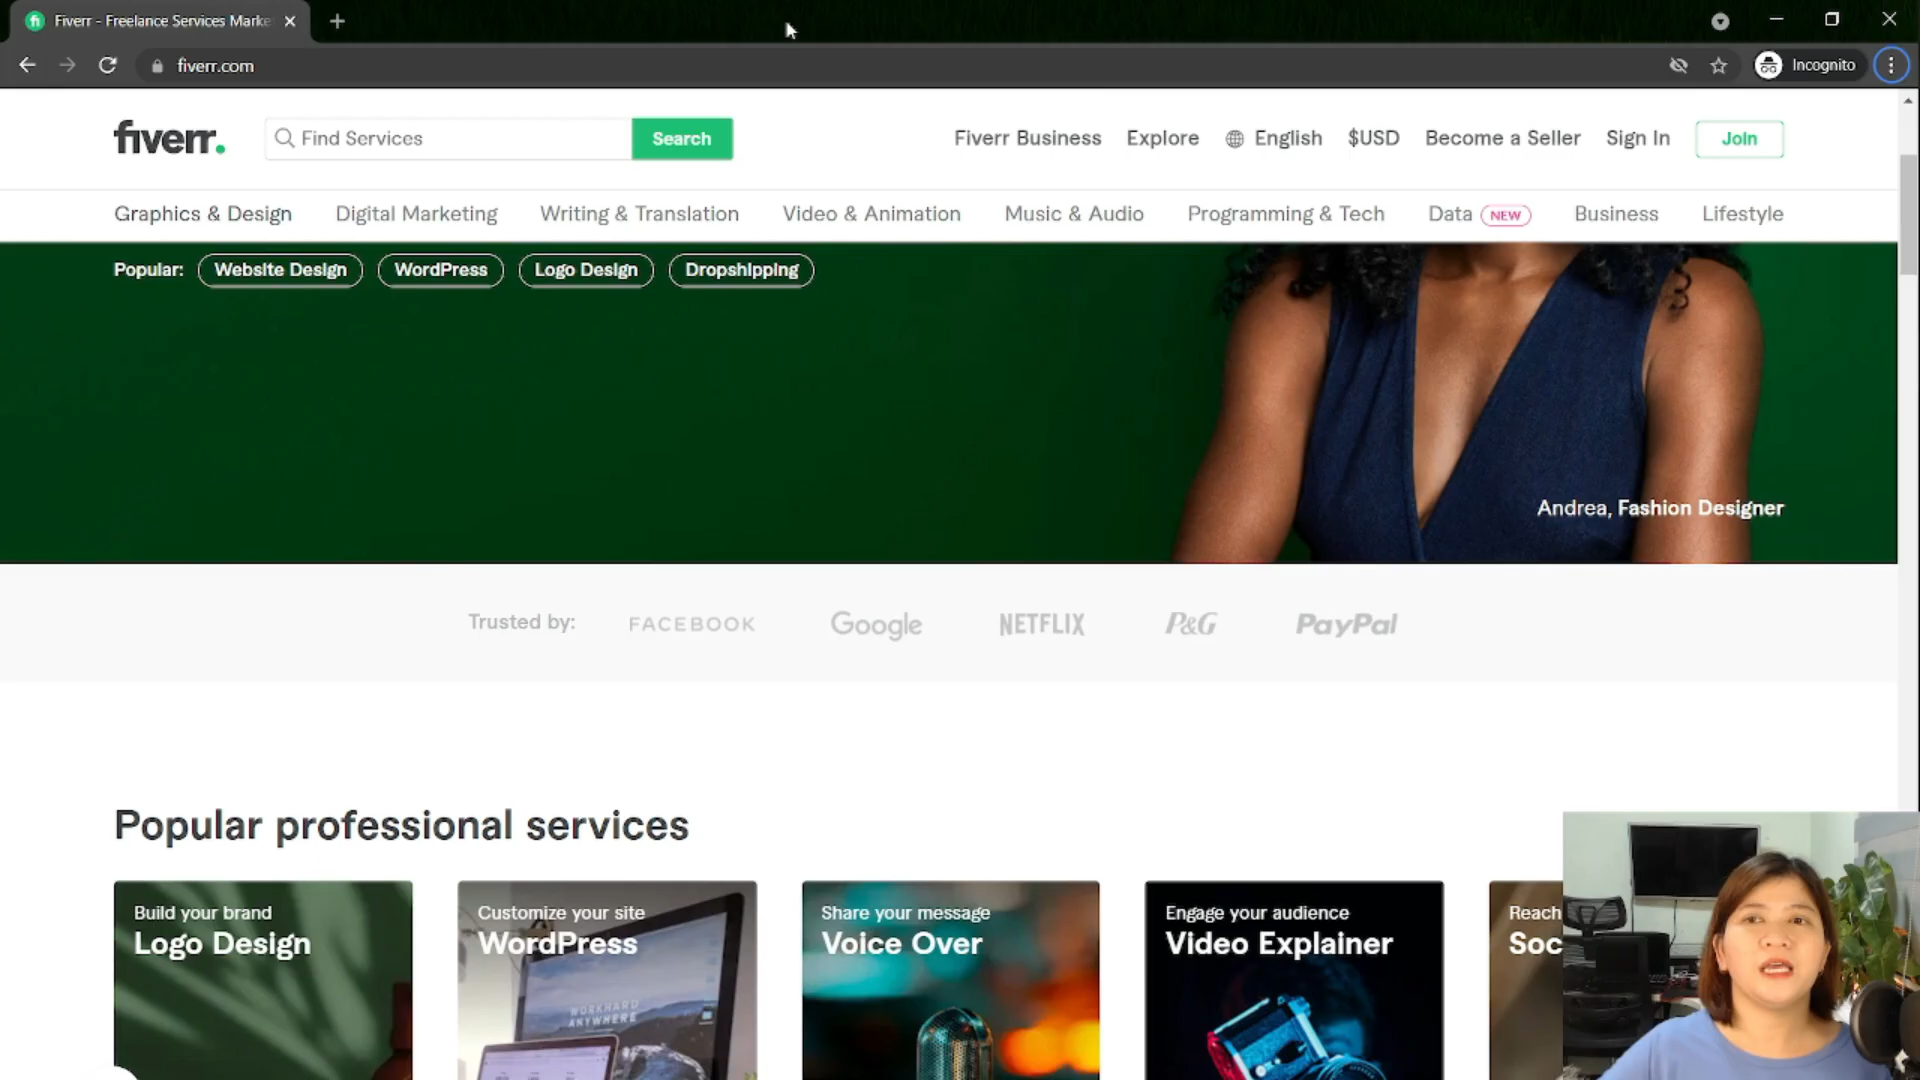 Fiverr - Freelance Services Marke
fiverr.com
Incognito
fiverr.
Find Services
Search
Fiverr Business
Explore
English
$USD
Become a Seller
Sign In
Join
Graphics & Design
Digital Marketing
Writing & Translation
Video & Animation
Music & Audio
Programming & Tech
Data NEW
Business
Lifestyle
Popular:
Website Design
WordPress
Logo Design
Dropshipping
Andrea, Fashion Designer
Trusted by:
FACEBOOK
Google
NETFLIX
P&G
PayPal
Popular professional services
Build your brand
Logo Design
Customize your site
WordPress
WORKHARD
ANYWHERE
Share your message
Voice Over
Engage your audience
Video Explainer
Reach
Soc